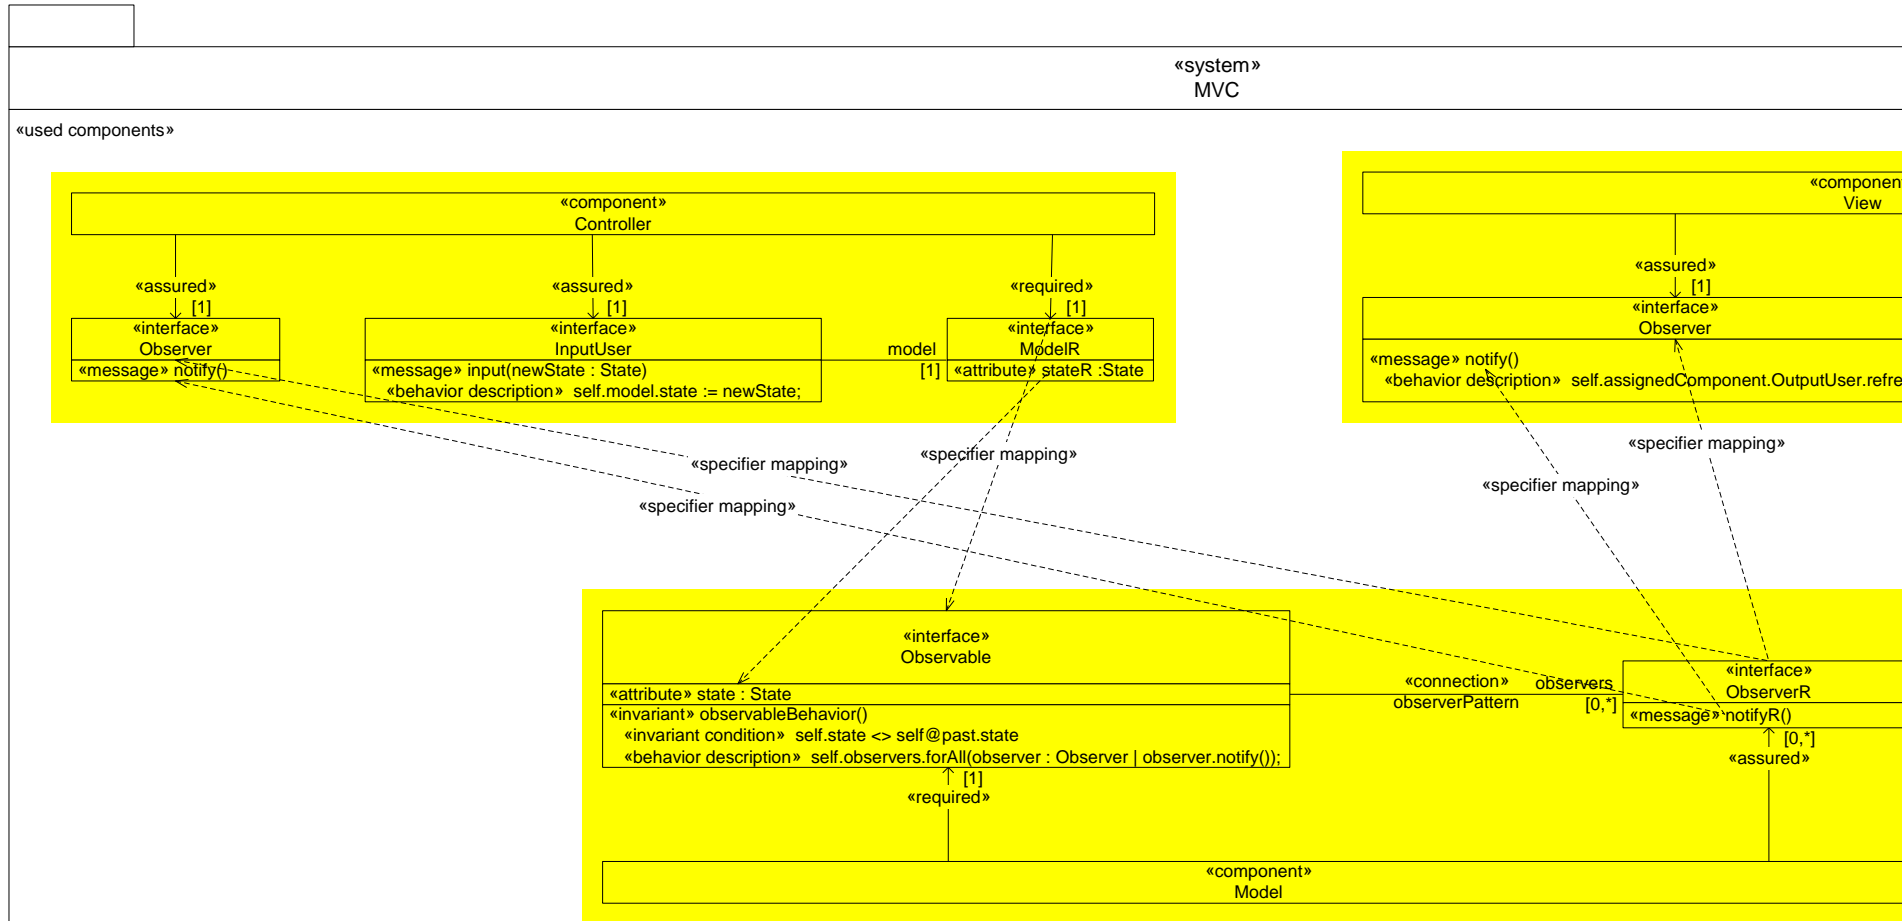 «system»
MVC
«used components»
«component»
Controller
«assured»
[1]
«assured»
[1]
«required»
[1]
«interface»
Observer
«message» notify()
«interface»
InputUser
«message» input(newState : State)
«behavior description»  self.model.state := newState;
model
[1]
«interface»
ModelR
«attribute» stateR :State
«componen
View
«assured»
[1]
«interface»
Observer
«message» notify()
«behavior description»  self.assignedComponent.OutputUser.refre
«specifier mapping»
«specifier mapping»
«specifier mapping»
«specifier mapping»
«specifier mapping»
«interface»
Observable
«attribute» state : State
«invariant» observableBehavior()
«invariant condition»  self.state <> self@past.state
«behavior description»  self.observers.forAll(observer : Observer | observer.notify());
«connection»
observerPattern
observers
[0,*]
«interface»
ObserverR
«message» notifyR()
[1]
«required»
[0,*]
«assured»
«component»
Model